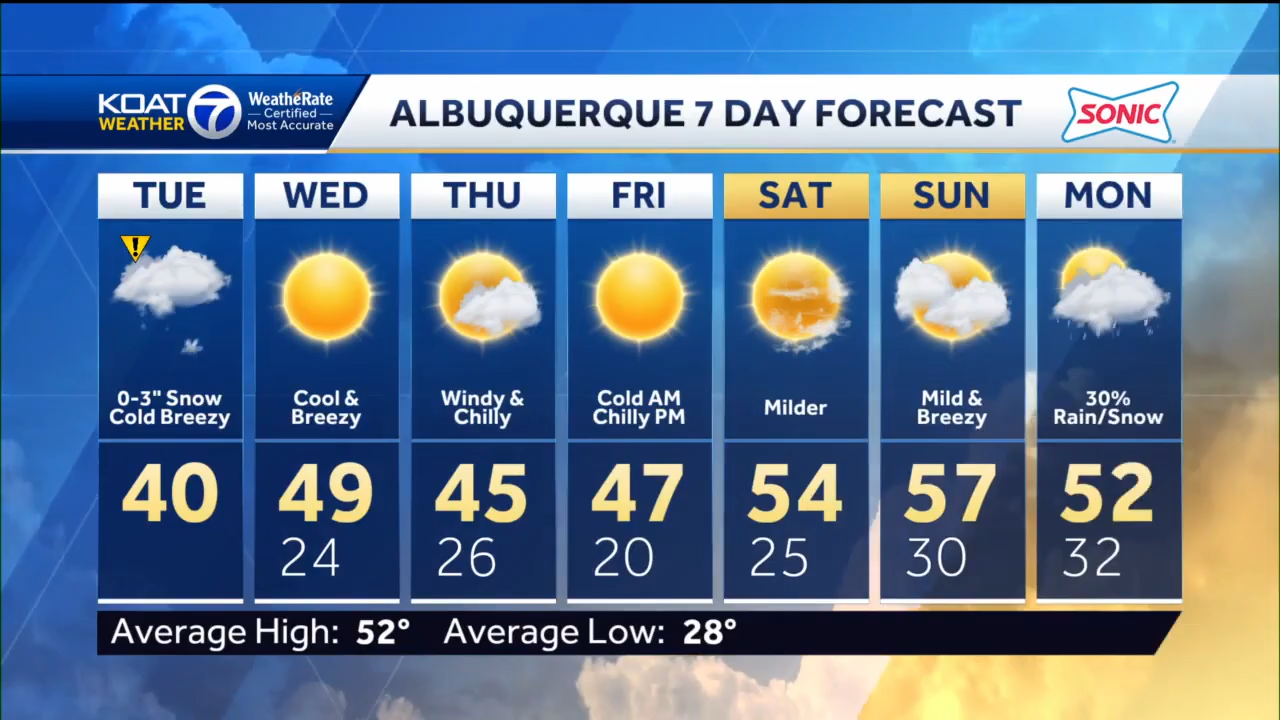 KOAT
WEATHER
7
WeatheRate
Certified
Most Accurate
ALBUQUERQUE 7 DAY FORECAST
SONIC
TUE
WED
THU
FRI
SAT
SUN
MON
!
0-3" Snow
Cold Breezy
Cool &
Breezy
Windy &
Chilly
Cold AM
Chilly PM
Milder
Mild &
Breezy
30%
Rain/Snow
40
49
45
47
54
57
52
24
26
20
25
30
32
Average High: 52° Average Low: 28°